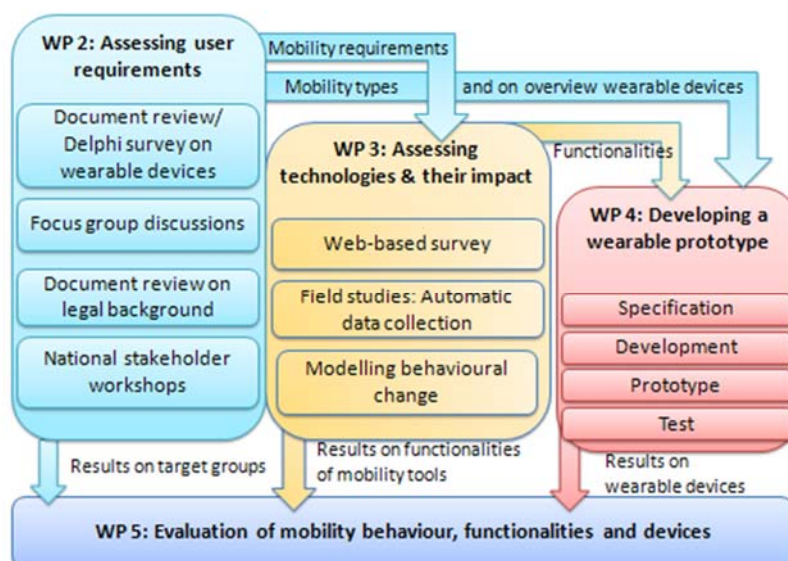 WP 2: Assessing user
requirements
Document review/
Delphi survey on
wearable devices
Focus group discussions
Document review on
legal background
National stakeholder
workshops
Mobility requirements
Mobility types
and on overview wearable devices
WP 3: Assessing
technologies & their impact
Web-based survey
Field studies: Automatic
data collection
Modelling behavioural
change
Functionalities
WP 4: Developing a
wearable prototype
Specification
Development
Prototype
Test
Results on target groups
Results on functionalities
of mobility tools
Results on
wearable devices
WP 5: Evaluation of mobility behaviour, functionalities and devices